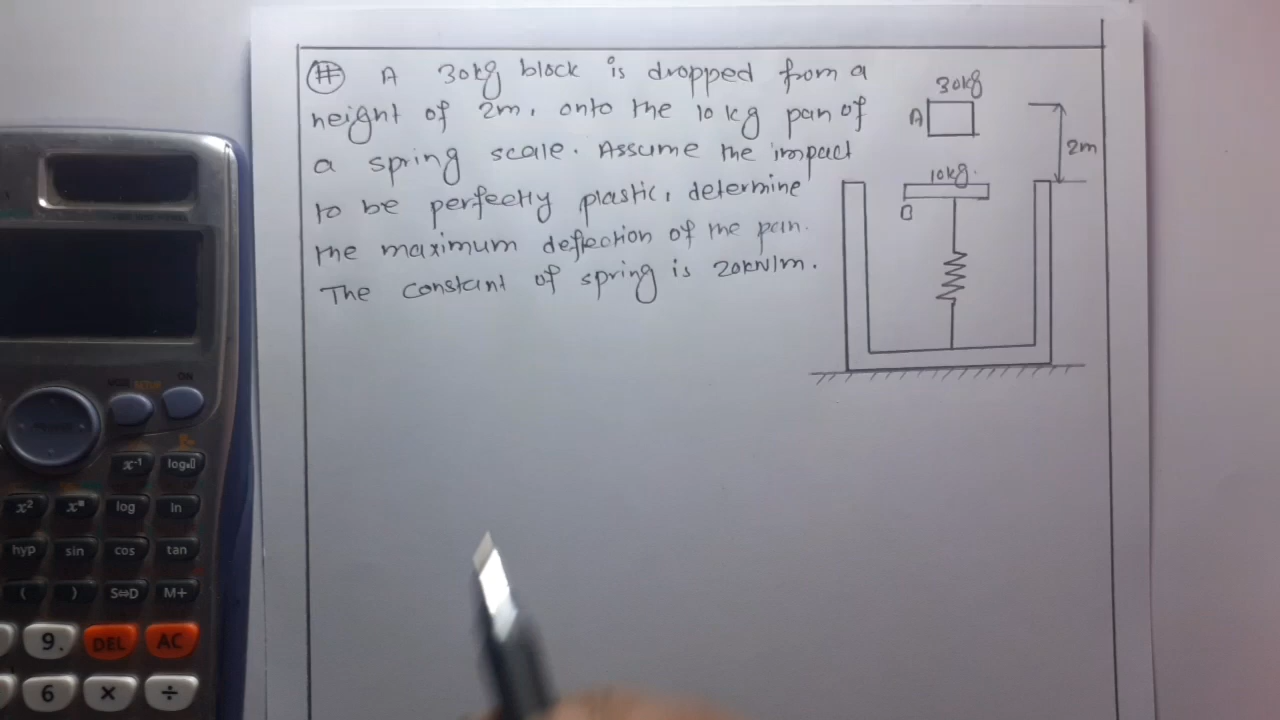 # A 30kg block is dropped from a
height of 2m, onto the 10 kg pan of
a spring scale. Assume the impact
to be perfectly plastic, determine
the maximum deflection of the pan.
The constant of spring is 20kN/m.
30kg
A
2m
10kg.
B
MODE SETUP ON
x⁻¹ log
x² log ln
hyp sin cos tan
( ) S⇔D M+
9. DEL AC
6 × ÷